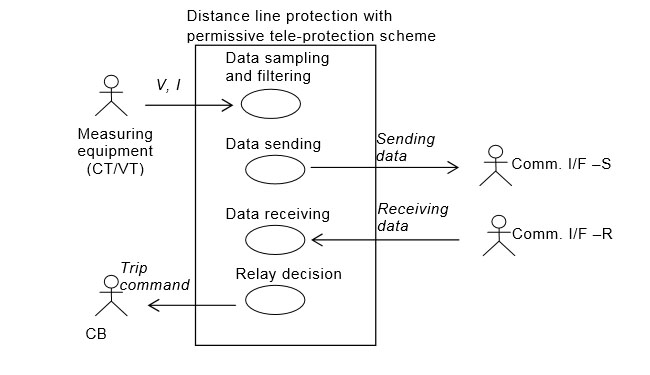 Distance line protection with
permissive tele-protection scheme
Data sampling
and filtering
V, I
Measuring
equipment
(CT/VT)
Data sending
Sending
data
Comm. I/F –S
Data receiving
Receiving
data
Comm. I/F –R
Relay decision
Trip
command
CB